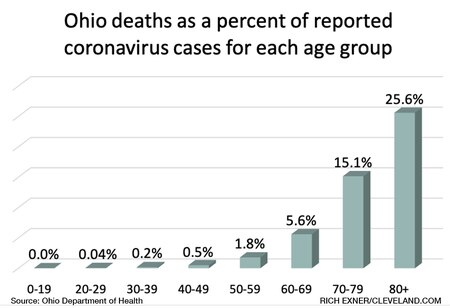 Ohio deaths as a percent of reported
coronavirus cases for each age group
25.6%
15.1%
5.6%
1.8%
0.5%
0.2%
0.04%
0.0%
0-19 20-29 30-39 40-49 50-59 60-69 70-79 80+
Source: Ohio Department of Health RICH EXNER/CLEVELAND.COM